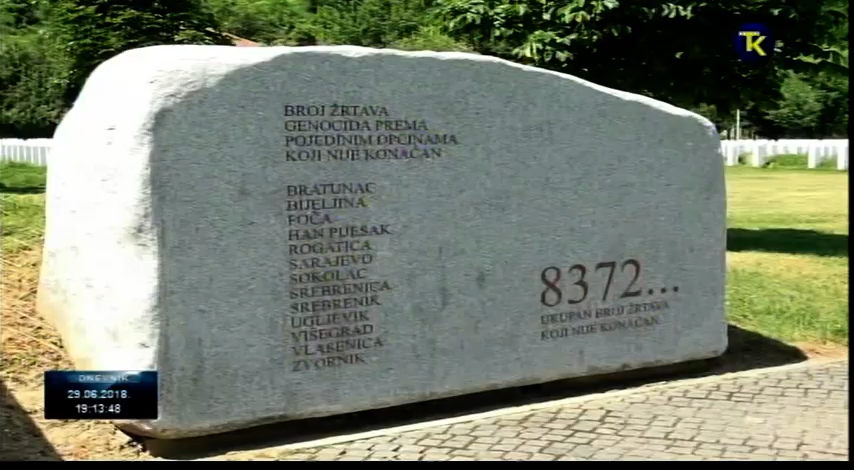 TK
BROJ ŽRTAVA
GENOCIDA PREMA
POJEDINIM OPĆINAMA
KOJI NIJE KONAČAN
BRATUNAC
BIJELJINA
FOČA
HAN PIJESAK
ROGATICA
SARAJEVO
SOKOLAC
SREBRENICA
SREBRENIK
UGLJEVIK
VIŠEGRAD
VLASENICA
ZVORNIK
8372...
UKUPAN BROJ ŽRTAVA
KOJI NIJE KONAČAN
DNEVNIK
29.06.2018.
19:13:48